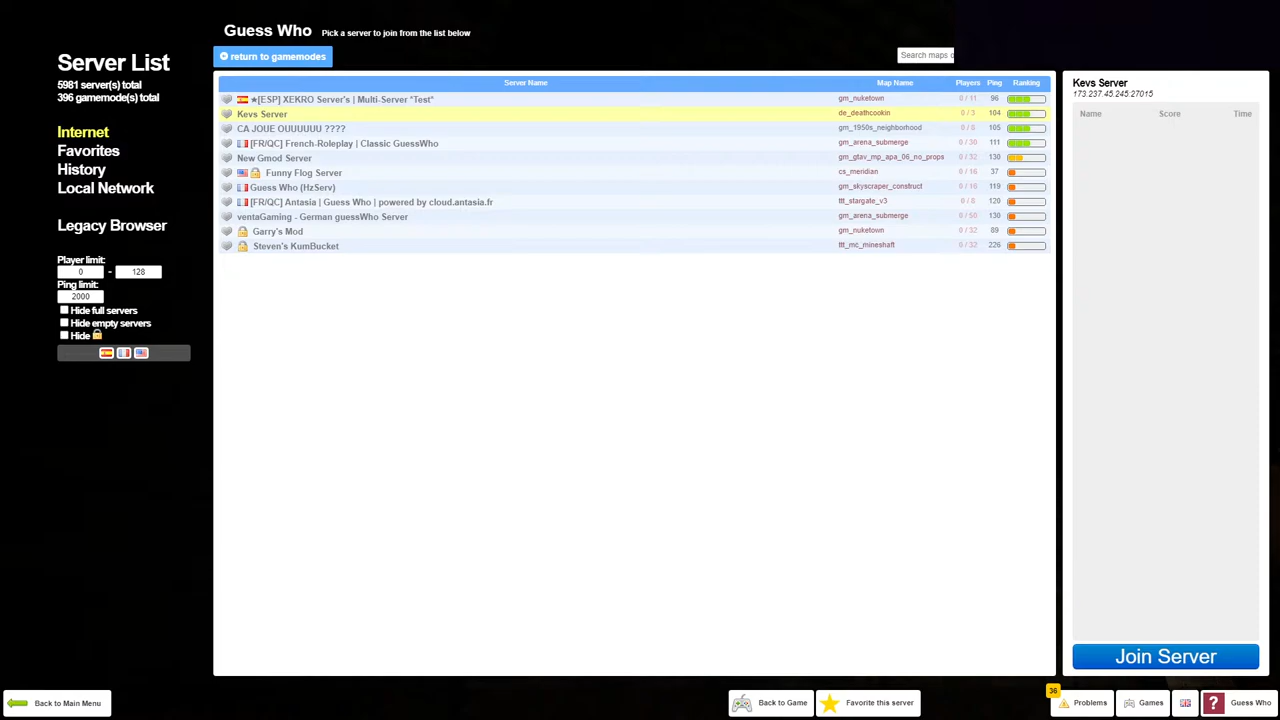 Guess Who Pick a server to join from the list below
Server List
5981 server(s) total
396 gamemode(s) total
Internet
Favorites
History
Local Network
Legacy Browser
Player limit:
0 - 128
Ping limit:
2000
Hide full servers
Hide empty servers
Hide
return to gamemodes
Search maps o
Server Name Map Name Players Ping Ranking
★[ESP] XEKRO Server's | Multi-Server *Test* gm_nuketown 0 / 11 96
Kevs Server de_deathcookin 0 / 3 104
CA JOUE OUUUUUU ???? gm_1950s_neighborhood 0 / 8 105
[FR/QC] French-Roleplay | Classic GuessWho gm_arena_submerge 0 / 30 111
New Gmod Server gm_gtav_mp_apa_06_no_props 0 / 32 130
Funny Flog Server cs_meridian 0 / 16 37
Guess Who (HzServ) gm_skyscraper_construct 0 / 16 119
[FR/QC] Antasia | Guess Who | powered by cloud.antasia.fr ttt_stargate_v3 0 / 8 120
ventaGaming - German guessWho Server gm_arena_submerge 0 / 50 130
Garry's Mod gm_nuketown 0 / 32 89
Steven's KumBucket ttt_mc_mineshaft 0 / 32 226
Kevs Server
173.237.45.245:27015
Name Score Time
Join Server
Back to Main Menu
Back to Game
Favorite this server
36
Problems
Games
? Guess Who